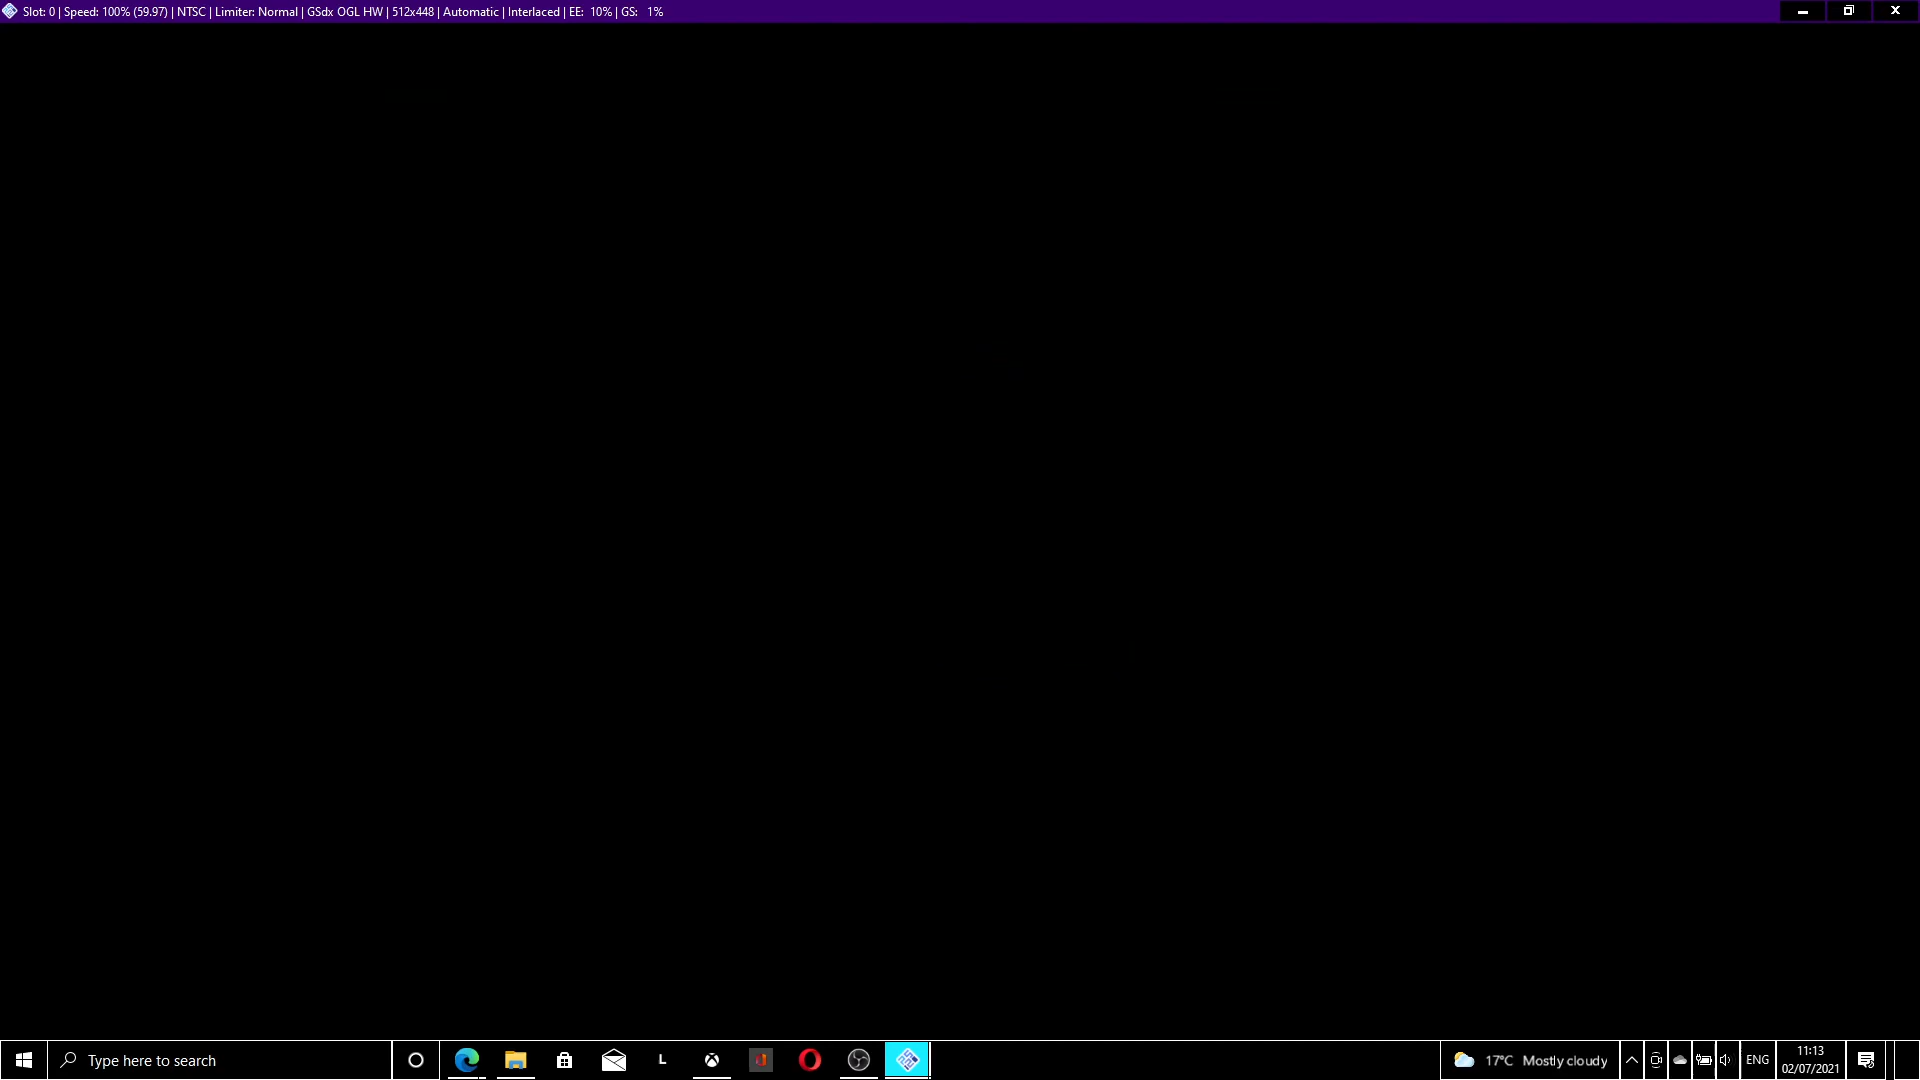 Slot: 0 | Speed: 100% (59.97) | NTSC | Limiter: Normal | GSdx OGL HW | 512x448 | Automatic | Interlaced | EE: 10% | GS: 1%
Type here to search
L
17°C Mostly cloudy
ENG
11:13
02/07/2021